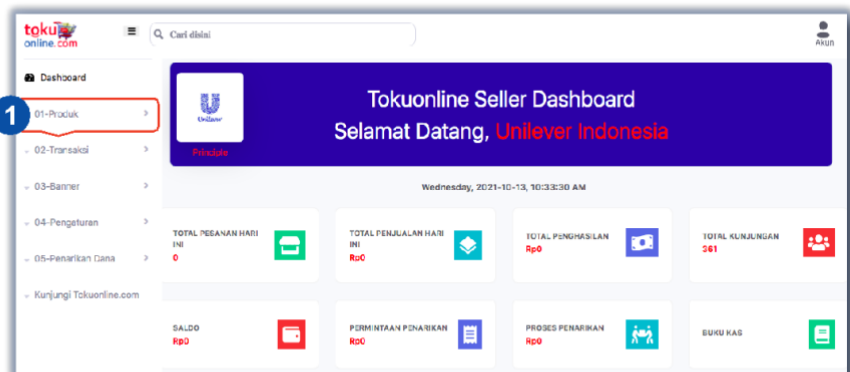 toku
online.com
Cari disini
Akun
Dashboard
1
01-Produk
02-Transaksi
03-Banner
04-Pengaturan
05-Penarikan Dana
Kunjungi Tokuonline.com
Unilever
Principle
Tokuonline Seller Dashboard
Selamat Datang, Unilever Indonesia
Wednesday, 2021-10-13, 10:33:30 AM
TOTAL PESANAN HARI
INI
0
TOTAL PENJUALAN HARI
INI
Rp0
TOTAL PENGHASILAN
Rp0
TOTAL KUNJUNGAN
361
SALDO
Rp0
PERMINTAAN PENARIKAN
Rp0
PROSES PENARIKAN
Rp0
BUKU KAS